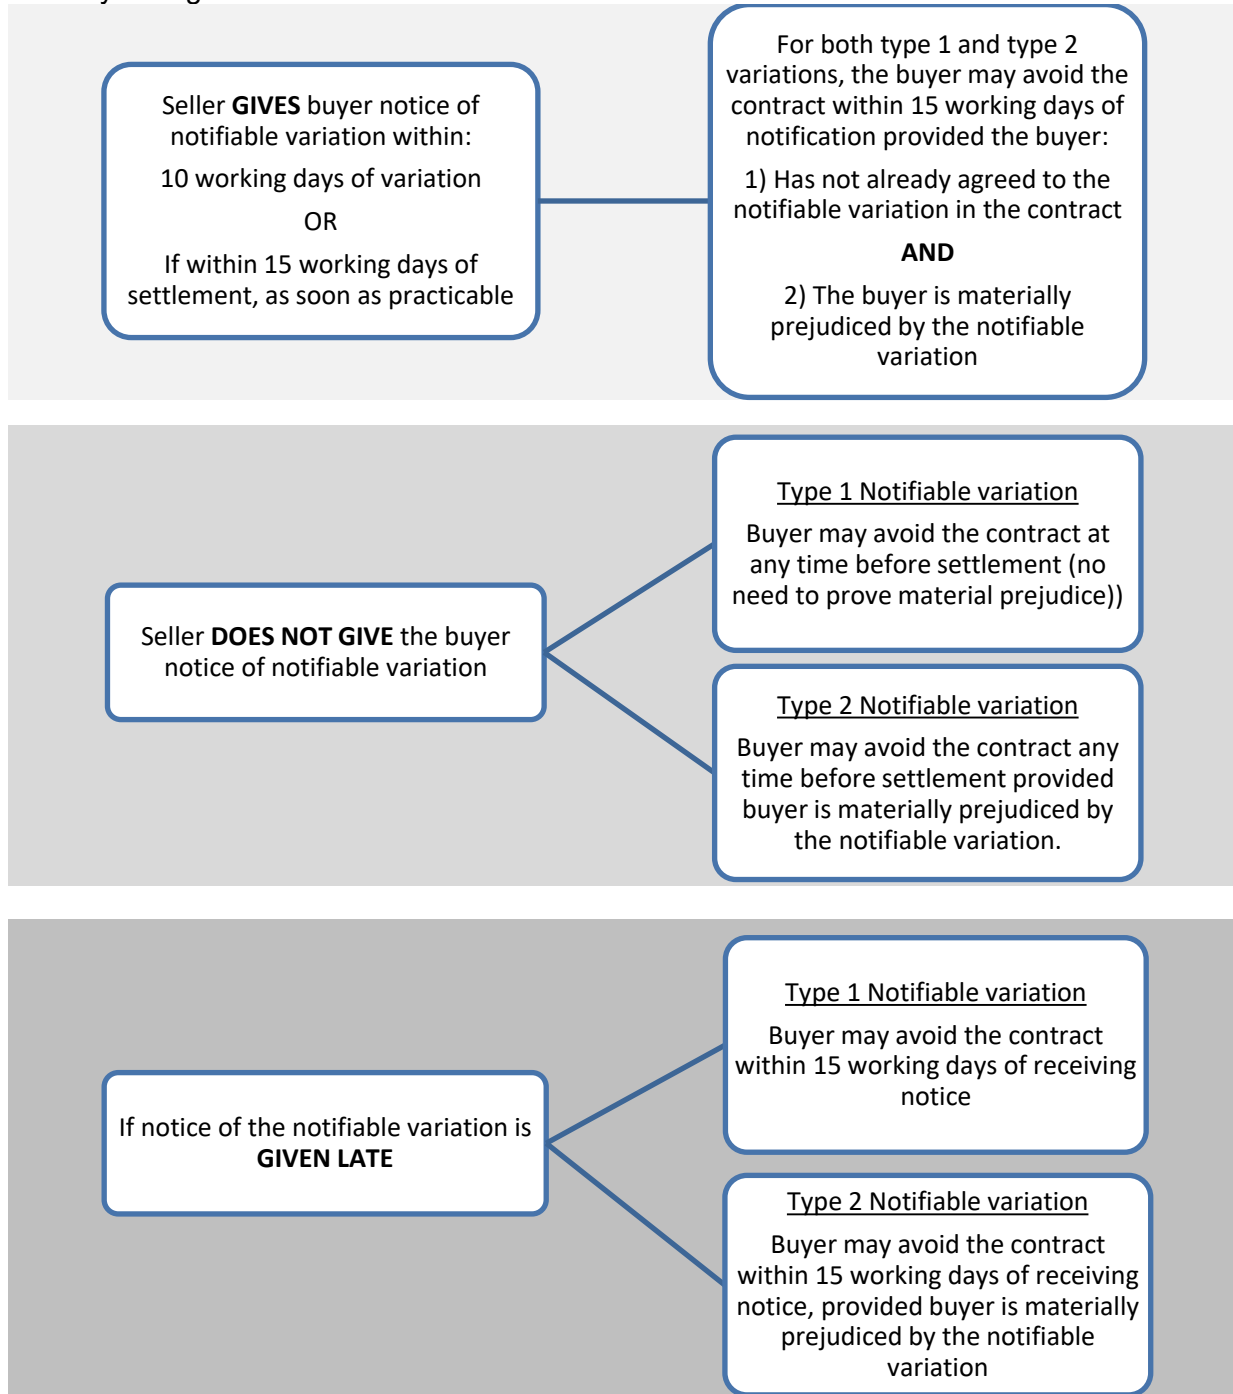 Seller GIVES buyer notice of
notifiable variation within:
10 working days of variation
OR
If within 15 working days of
settlement, as soon as practicable
For both type 1 and type 2
variations, the buyer may avoid the
contract within 15 working days of
notification provided the buyer:
1) Has not already agreed to the
notifiable variation in the contract
AND
2) The buyer is materially
prejudiced by the notifiable
variation
Seller DOES NOT GIVE the buyer
notice of notifiable variation
Type 1 Notifiable variation
Buyer may avoid the contract at
any time before settlement (no
need to prove material prejudice))
Type 2 Notifiable variation
Buyer may avoid the contract any
time before settlement provided
buyer is materially prejudiced by
the notifiable variation.
If notice of the notifiable variation is
GIVEN LATE
Type 1 Notifiable variation
Buyer may avoid the contract
within 15 working days of receiving
notice
Type 2 Notifiable variation
Buyer may avoid the contract
within 15 working days of receiving
notice, provided buyer is materially
prejudiced by the notifiable
variation